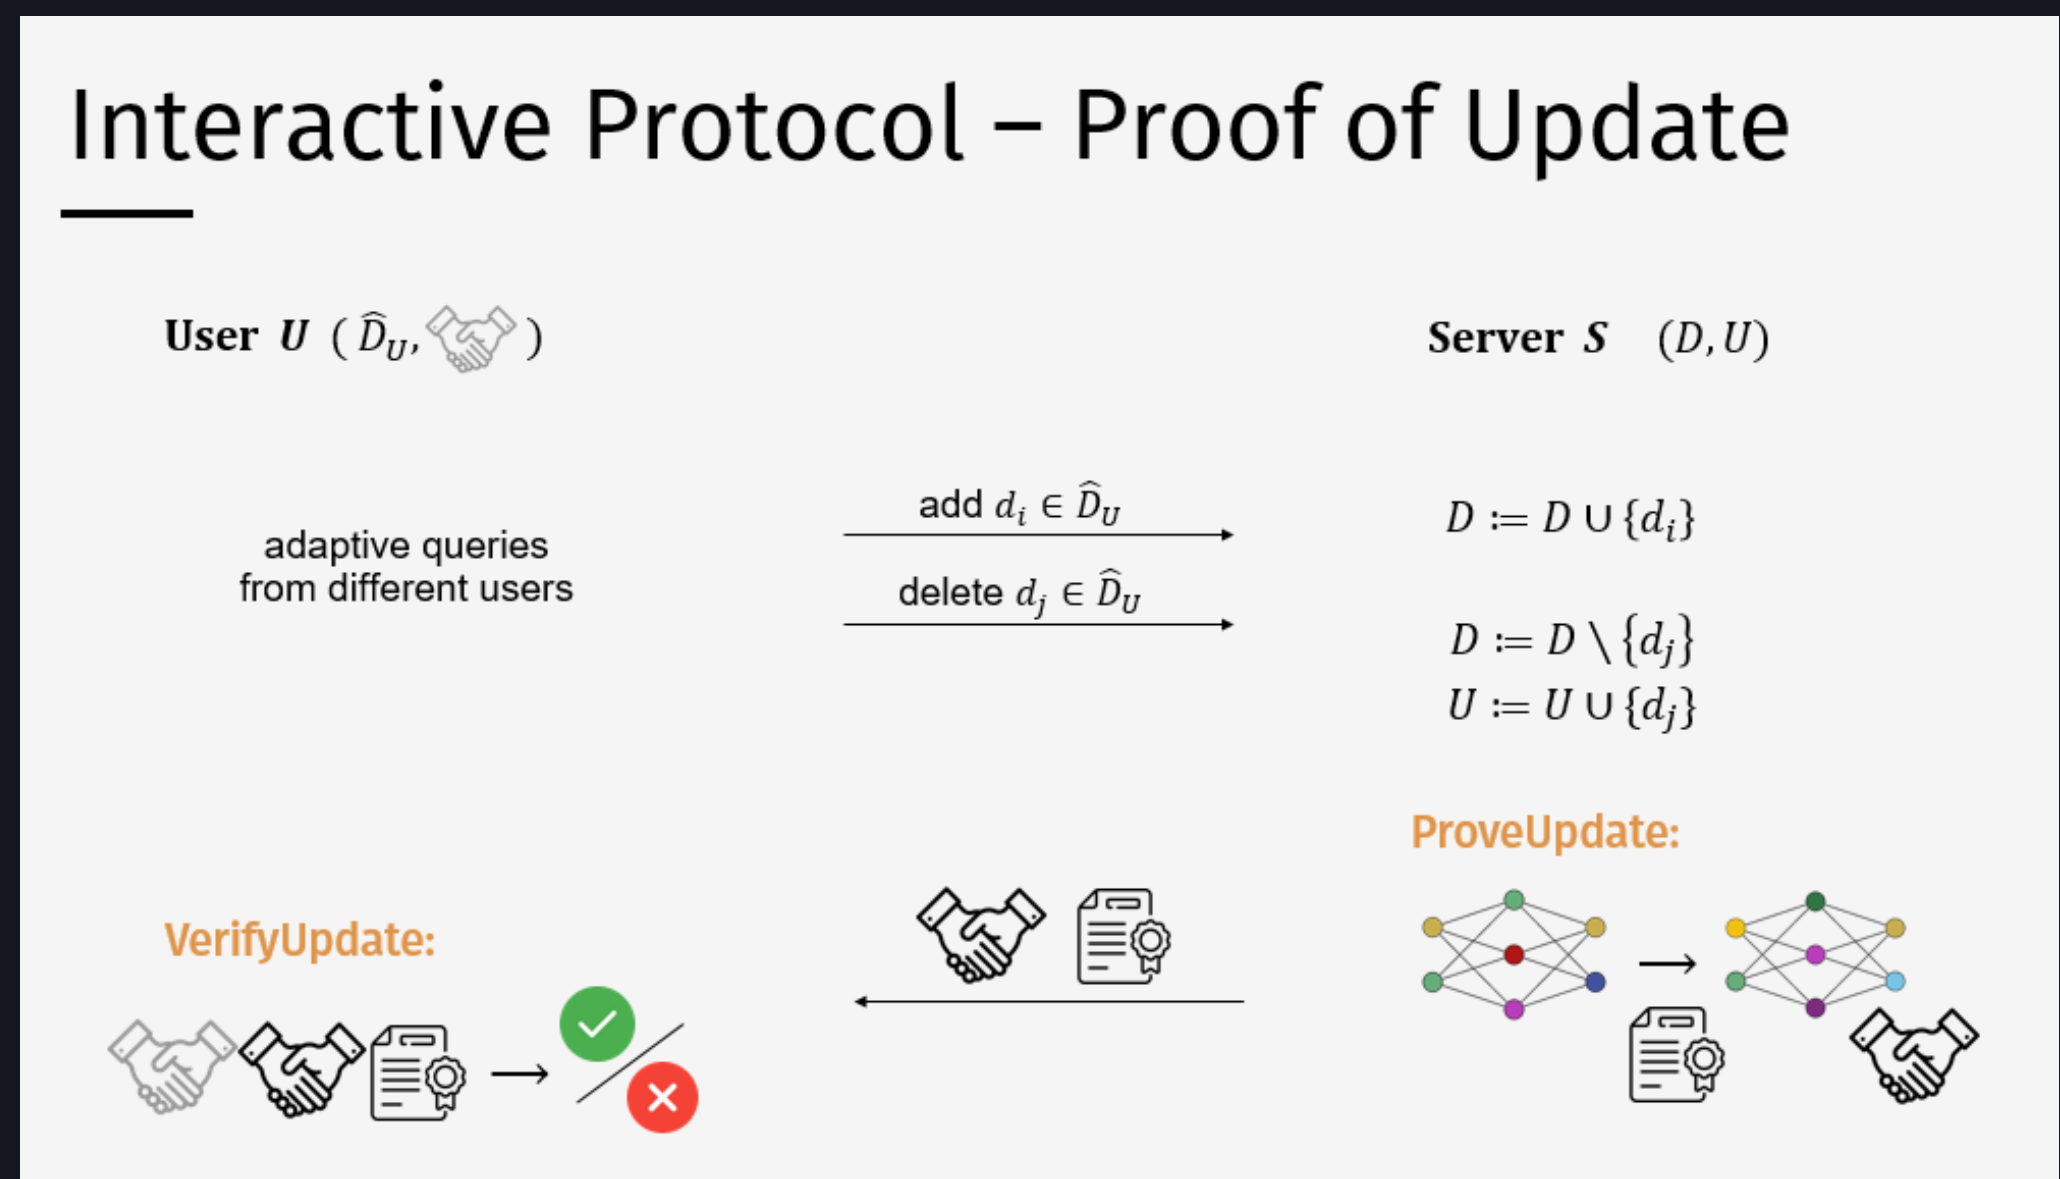 Interactive Protocol – Proof of Update
User U ( D̂_U, )
Server S (D, U)
adaptive queries
from different users
add d_i ∈ D̂_U
delete d_j ∈ D̂_U
D := D ∪ {d_i}
D := D \ {d_j}
U := U ∪ {d_j}
ProveUpdate:
VerifyUpdate: